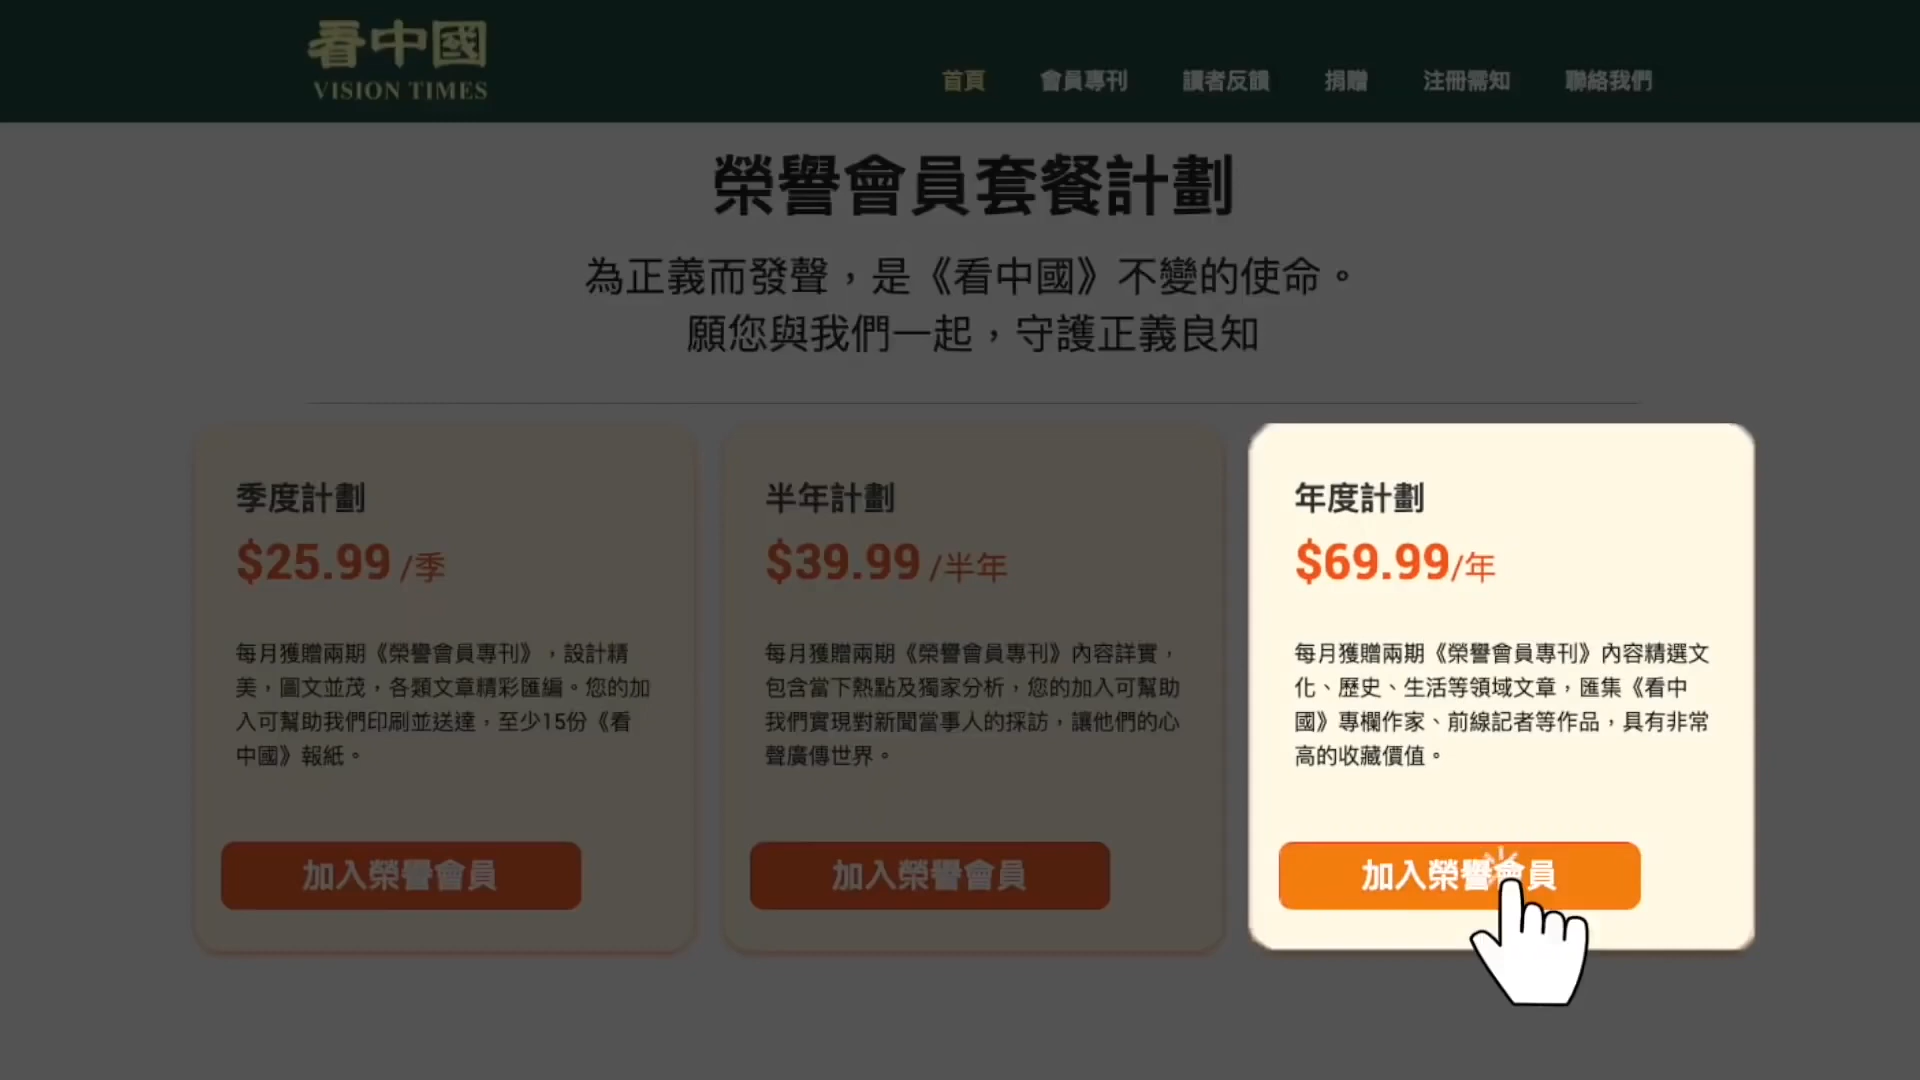 看中國
VISION TIMES
首頁 會員專刊 讀者反饋 捐贈 注冊需知 聯絡我們
榮譽會員套餐計劃
為正義而發聲，是《看中國》不變的使命。
願您與我們一起，守護正義良知
季度計劃
$25.99 /季
每月獲贈兩期《榮譽會員專刊》，設計精
美，圖文並茂，各類文章精彩匯編。您的加
入可幫助我們印刷並送達，至少15份《看
中國》報紙。
加入榮譽會員
半年計劃
$39.99 /半年
每月獲贈兩期《榮譽會員專刊》內容詳實，
包含當下熱點及獨家分析，您的加入可幫助
我們實現對新聞當事人的採訪，讓他們的心
聲廣傳世界。
加入榮譽會員
年度計劃
$69.99/年
每月獲贈兩期《榮譽會員專刊》內容精選文
化、歷史、生活等領域文章，匯集《看中
國》專欄作家、前線記者等作品，具有非常
高的收藏價值。
加入榮譽會員